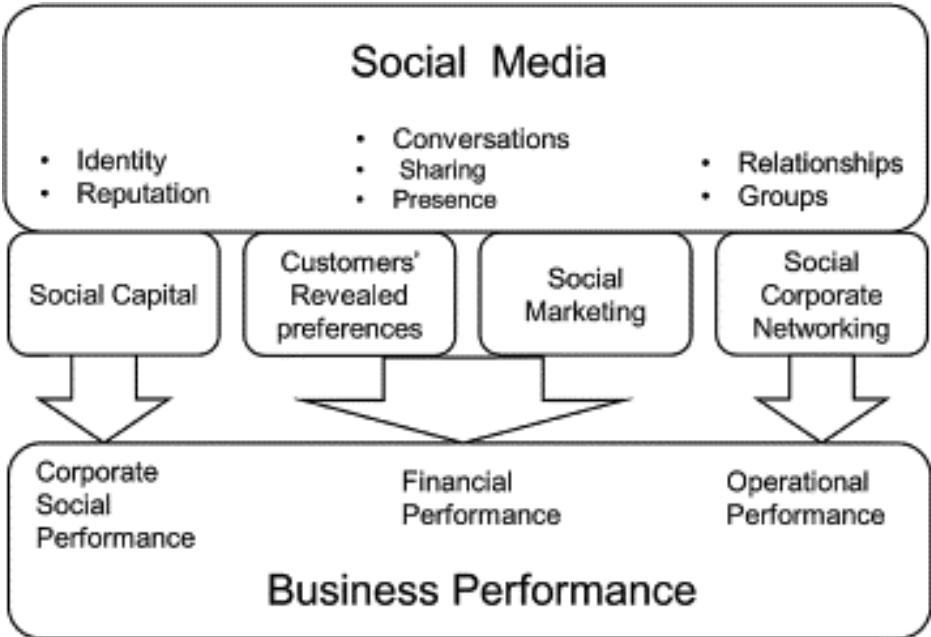 Social Media
• Identity
• Reputation
• Conversations
• Sharing
• Presence
• Relationships
• Groups
Social Capital
Customers'
Revealed
preferences
Social
Marketing
Social
Corporate
Networking
Corporate
Social
Performance
Financial
Performance
Operational
Performance
Business Performance